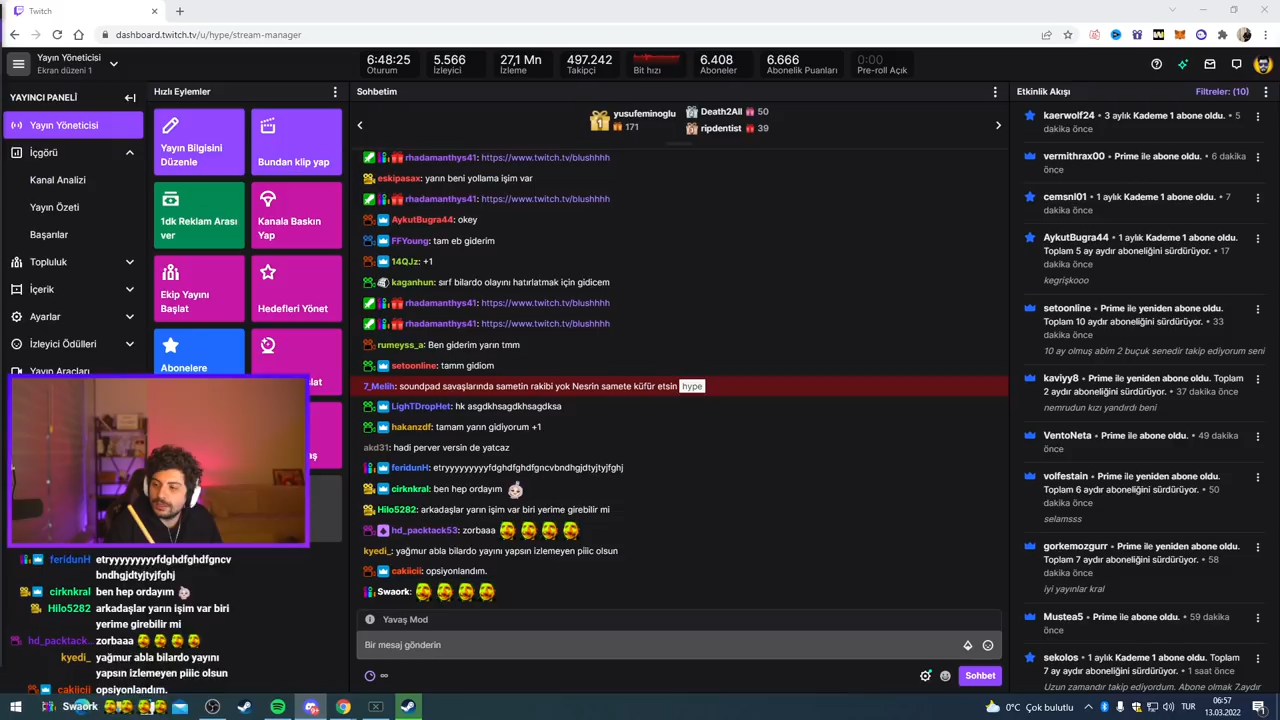 Twitch
dashboard.twitch.tv/u/hype/stream-manager
Yayın Yöneticisi
Ekran düzeni 1
6:48:25
Oturum
5.566
İzleyici
27,1 Mn
İzleme
497.242
Takipçi
Bit hızı
6.408
Aboneler
6.666
Abonelik Puanları
0:00
Pre-roll Açık
YAYINCI PANELİ
Yayın Yöneticisi
İçgörü
Kanal Analizi
Yayın Özeti
Başarılar
Topluluk
İçerik
Ayarlar
İzleyici Ödülleri
Yayın Araçları
Hızlı Eylemler
Yayın Bilgisini
Düzenle
Bundan klip yap
1dk Reklam Arası
ver
Kanala Baskın
Yap
Ekip Yayını
Başlat
Hedefleri Yönet
Abonelere
Sohbetim
1
yusufeminoglu
171
Death2All 50
ripdentist 39
rhadamanthys41: https://www.twitch.tv/blushhhh
eskipasax: yarın beni yollama işim var
rhadamanthys41: https://www.twitch.tv/blushhhh
AykutBugra44: okey
FFYoung: tam eb giderim
14QJz: +1
kaganhun: sırf bilardo olayını hatırlatmak için gidicem
rhadamanthys41: https://www.twitch.tv/blushhhh
rhadamanthys41: https://www.twitch.tv/blushhhh
rumeyss_a: Ben giderim yarın tmm
setoonline: tamm gidiom
7_Melih: soundpad savaşlarında sametin rakibi yok Nesrin samete küfür etsin hype
LighTDropHet: hk asgdkhsagdkhsagdksa
hakanzdf: tamam yarın gidiyorum +1
akd31: hadi perver versin de yatcaz
feridunH: etryyyyyyyyfdghdfghdfgncvbndhgjdtyjtyjfghj
cirknkral: ben hep ordayım
Hilo5282: arkadaşlar yarın işim var biri yerime girebilir mi
hd_packtack53: zorbaaa
kyedi_: yağmur abla bilardo yayını yapsın izlemeyen piiic olsun
cakiicii: opsiyonlandım.
Swaork:
Yavaş Mod
Bir mesaj gönderin
Sohbet
Etkinlik Akışı
Filtreler: (10)
kaerwolf24 • 3 aylık Kademe 1 abone oldu. • 5
dakika önce
vermithrax00 • Prime ile abone oldu. • 6 dakika
önce
cemsnl01 • 1 aylık Kademe 1 abone oldu. • 7
dakika önce
AykutBugra44 • 1 aylık Kademe 1 abone oldu.
Toplam 5 ay aydır aboneliğini sürdürüyor. • 17
dakika önce
kegrişkooo
setoonline • Prime ile yeniden abone oldu.
Toplam 10 aydır aboneliğini sürdürüyor. • 33
dakika önce
10 ay olmuş abim 2 buçuk senedir takip ediyorum seni
kaviyy8 • Prime ile yeniden abone oldu. Toplam
2 aydır aboneliğini sürdürüyor. • 37 dakika önce
nemrudun kızı yandırdı beni
VentoNeta • Prime ile abone oldu. • 49 dakika
önce
volfestain • Prime ile yeniden abone oldu.
Toplam 6 aydır aboneliğini sürdürüyor. • 50
dakika önce
selamsss
gorkemozgurr • Prime ile yeniden abone oldu.
Toplam 7 aydır aboneliğini sürdürüyor. • 58
dakika önce
iyi yayınlar kral
Mustea5 • Prime ile abone oldu. • 59 dakika
önce
sekolos • 1 aylık Kademe 1 abone oldu. Toplam
7 ay aydır aboneliğini sürdürüyor. • 1 saat önce
Uzun zamandır takip ediyordum. Abone olmak 7.aydır
feridunH etryyyyyyyyfdghdfghdfgncv
bndhgjdtyjtyjfghj
cirknkral ben hep ordayım
Hilo5282 arkadaşlar yarın işim var biri
yerime girebilir mi
hd_packtack... zorbaaa
kyedi_ yağmur abla bilardo yayını
yapsın izlemeyen piiic olsun
cakiicii opsiyonlandım.
Swaork
0°C Çok bulutlu
TUR
06:57
13.03.2022
1